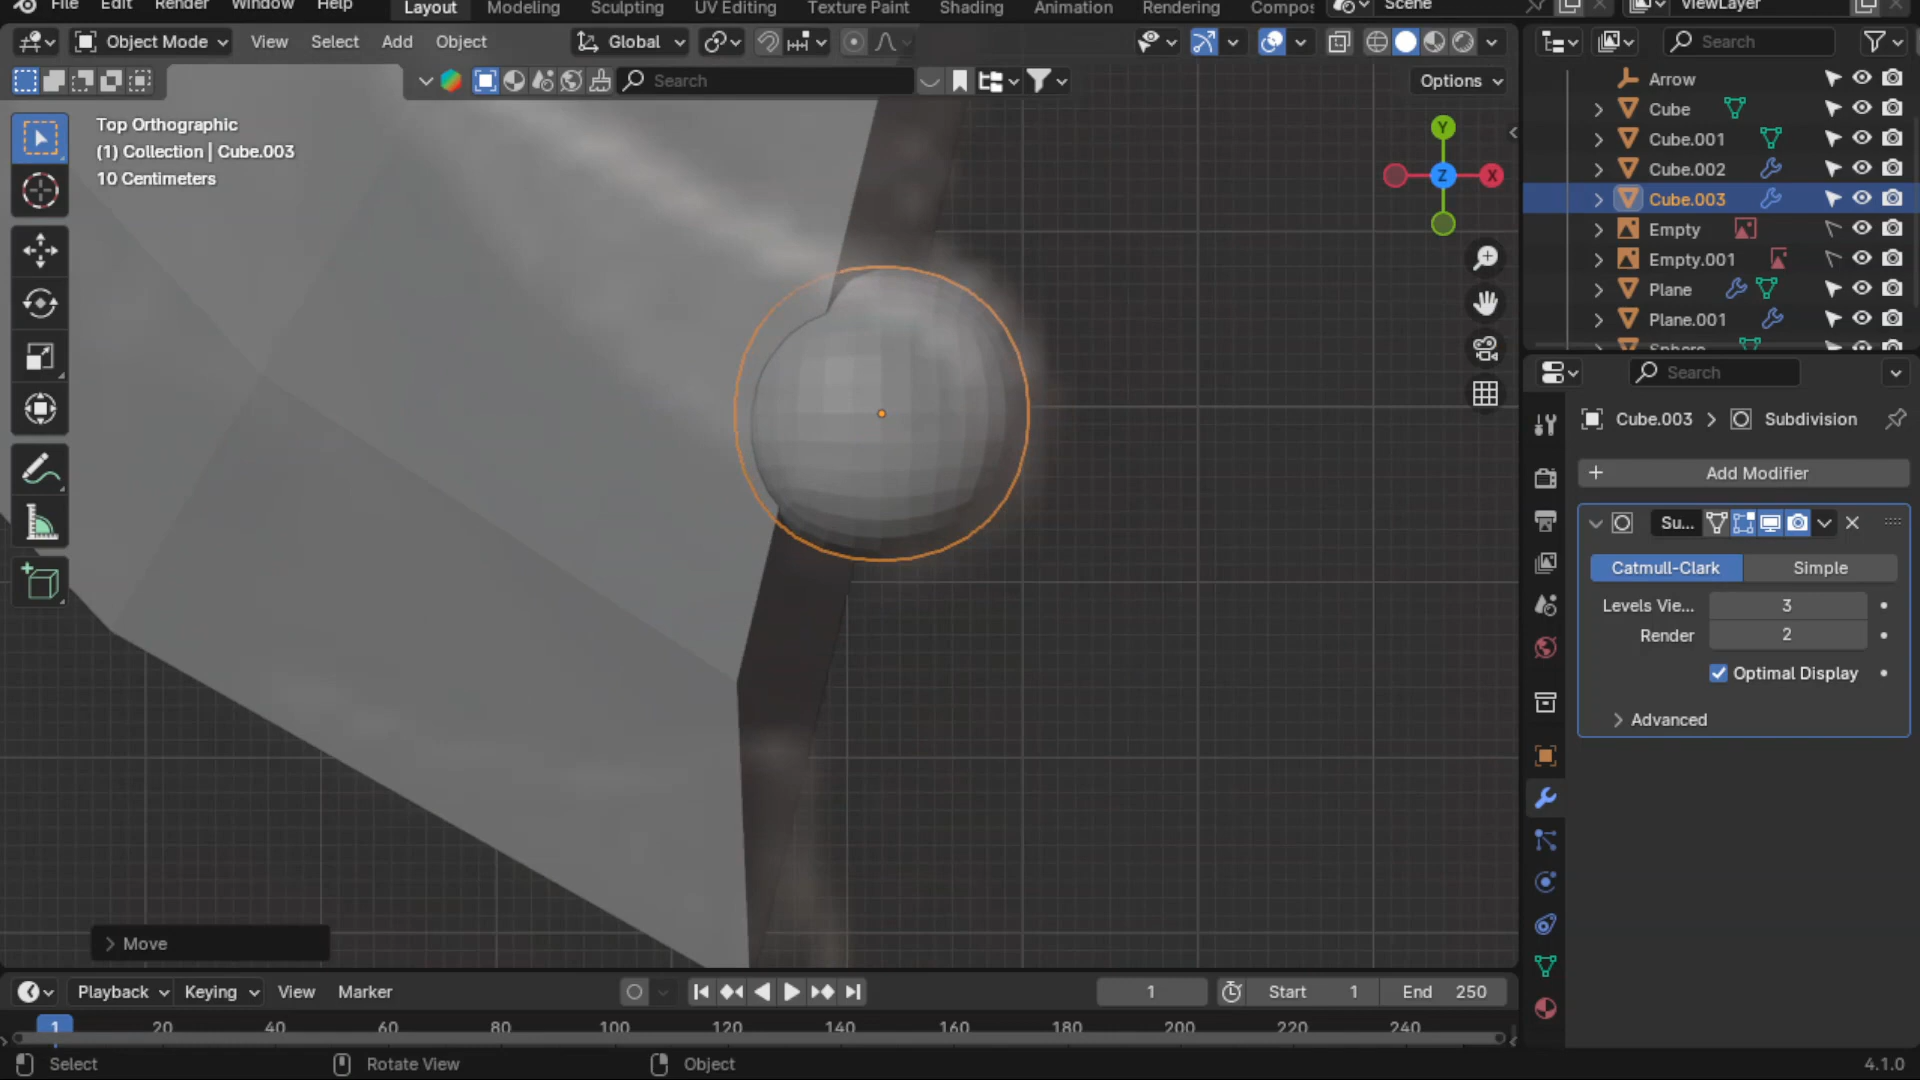 File Edit Render Window Help Layout Modeling Sculpting UV Editing Texture Paint Shading Animation Rendering Compos Scene ViewLayer
Object Mode View Select Add Object Global Search
Search Options
Top Orthographic
(1) Collection | Cube.003
10 Centimeters
Y
Z
X
Arrow
Cube
Cube.001
Cube.002
Cube.003
Empty
Empty.001
Plane
Plane.001
Sphere
Search
Cube.003 > Subdivision
+ Add Modifier
Su...
Catmull-Clark Simple
Levels Vie... 3
Render 2
Optimal Display
Advanced
Move
Playback Keying View Marker 1 Start 1 End 250
1 20 40 60 80 100 120 140 160 180 200 220 240
Select Rotate View Object 4.1.0